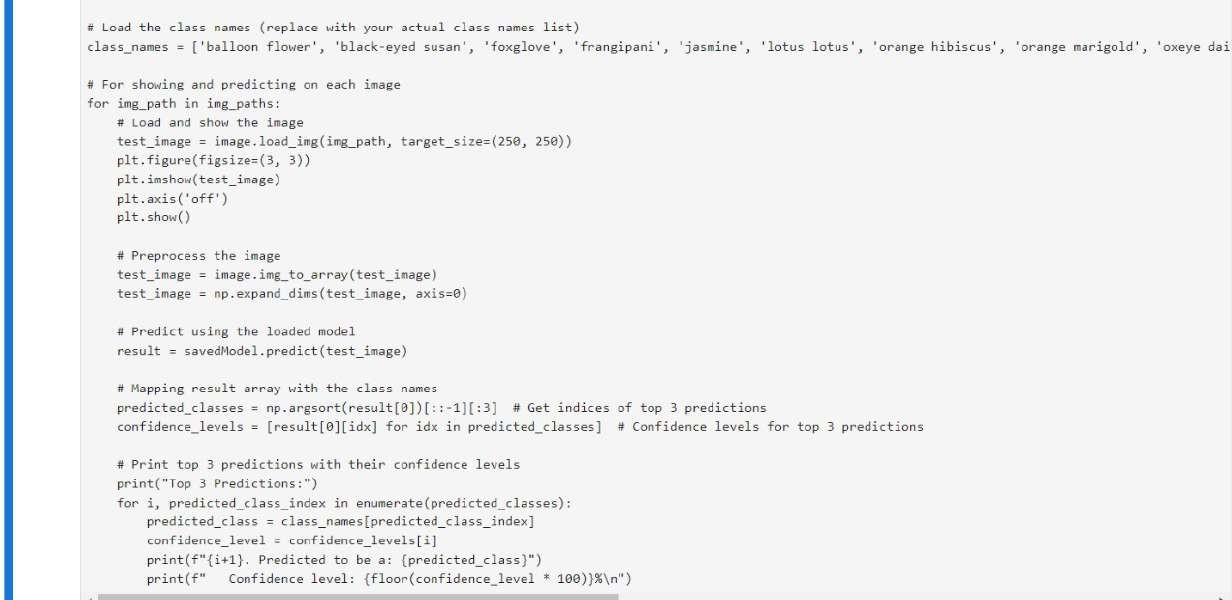 # Load the class names (replace with your actual class names list)
class_names = ['balloon flower', 'black-eyed susan', 'foxglove', 'frangipani', 'jasmine', 'lotus lotus', 'orange hibiscus', 'orange marigold', 'oxeye dai
# For showing and predicting on each image
for img_path in img_paths:
    # Load and show the image
    test_image = image.load_img(img_path, target_size=(250, 250))
    plt.figure(figsize=(3, 3))
    plt.imshow(test_image)
    plt.axis('off')
    plt.show()
    # Preprocess the image
    test_image = image.img_to_array(test_image)
    test_image = np.expand_dims(test_image, axis=0)
    # Predict using the loaded model
    result = savedModel.predict(test_image)
    # Mapping result array with the class names
    predicted_classes = np.argsort(result[0])[::-1][:3]  # Get indices of top 3 predictions
    confidence_levels = [result[0][idx] for idx in predicted_classes]  # Confidence levels for top 3 predictions
    # Print top 3 predictions with their confidence levels
    print("Top 3 Predictions:")
    for i, predicted_class_index in enumerate(predicted_classes):
        predicted_class = class_names[predicted_class_index]
        confidence_level = confidence_levels[i]
        print(f"{i+1}. Predicted to be a: {predicted_class}")
        print(f"   Confidence level: {floor(confidence_level * 100)}%\n")